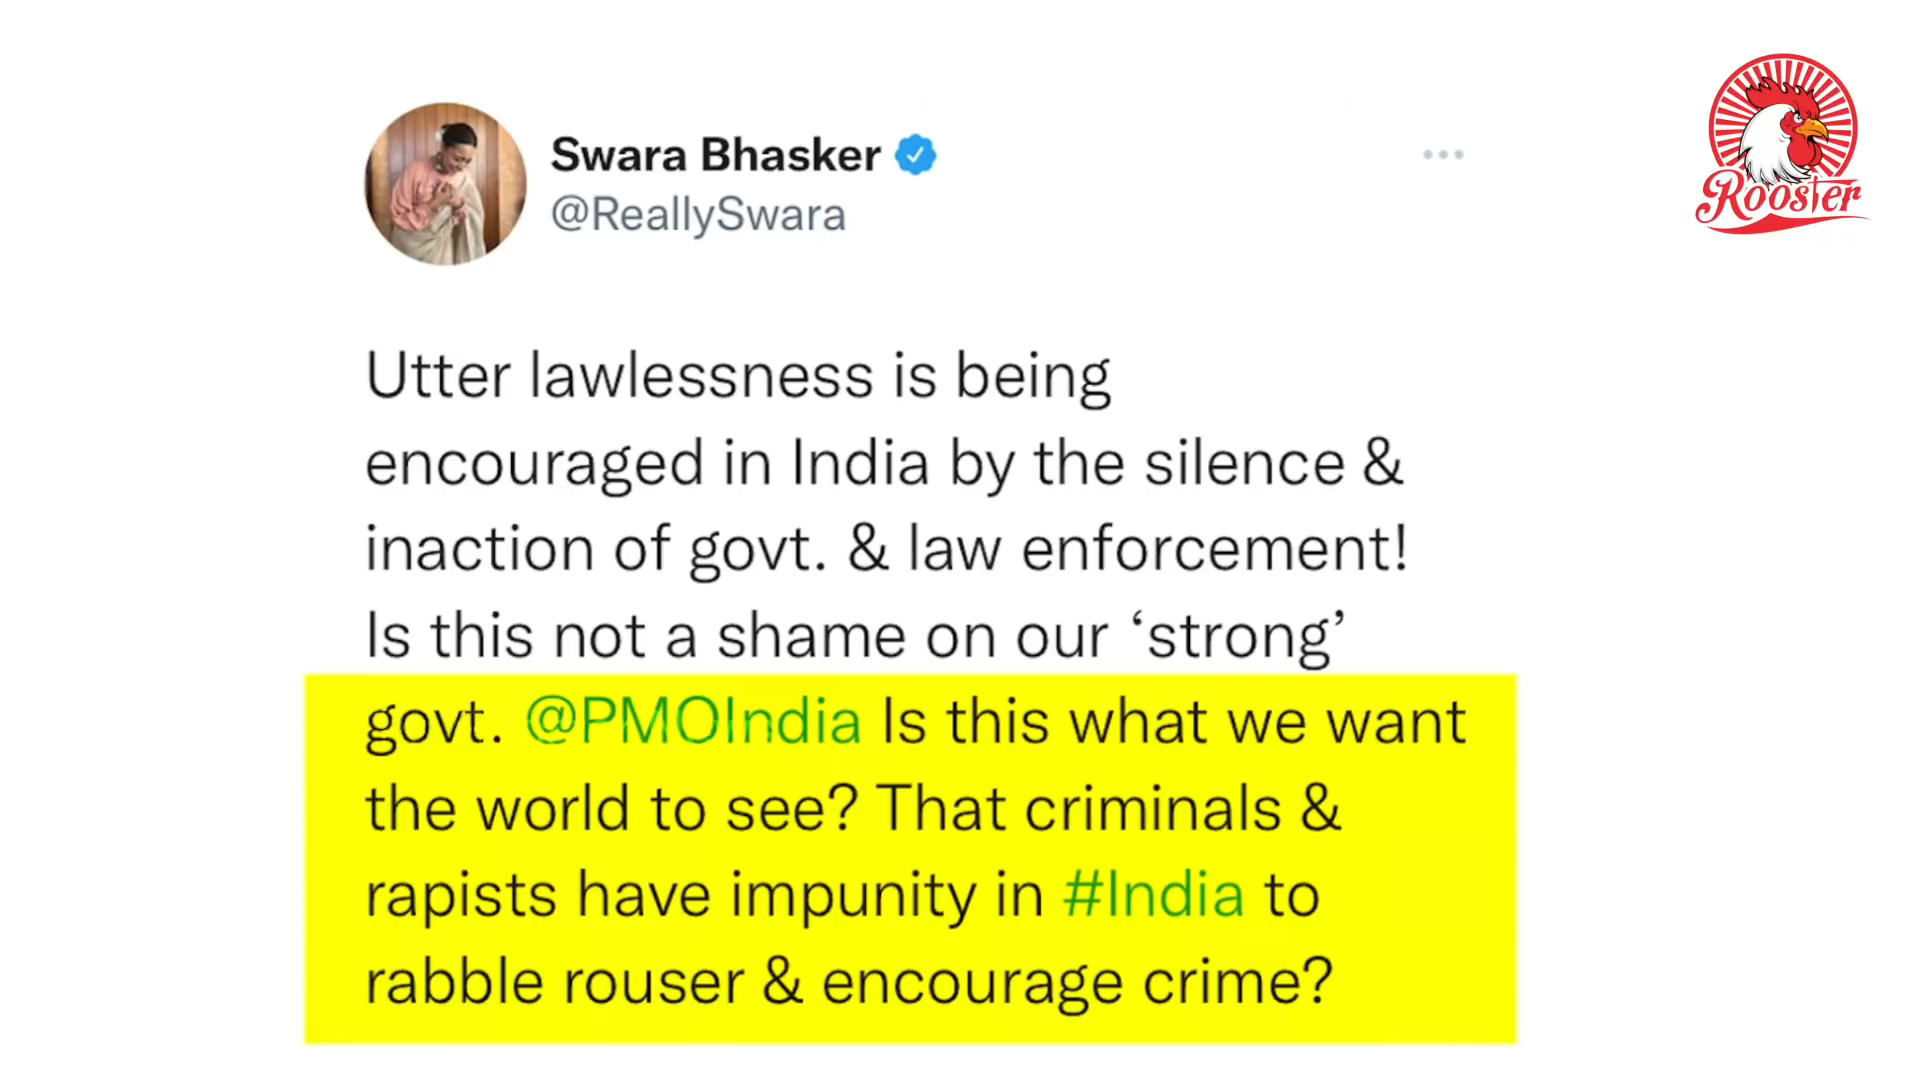 Swara Bhasker
@ReallySwara
Rooster
Utter lawlessness is being
encouraged in India by the silence &
inaction of govt. & law enforcement!
Is this not a shame on our ‘strong’
govt. @PMOIndia Is this what we want
the world to see? That criminals &
rapists have impunity in #India to
rabble rouser & encourage crime?